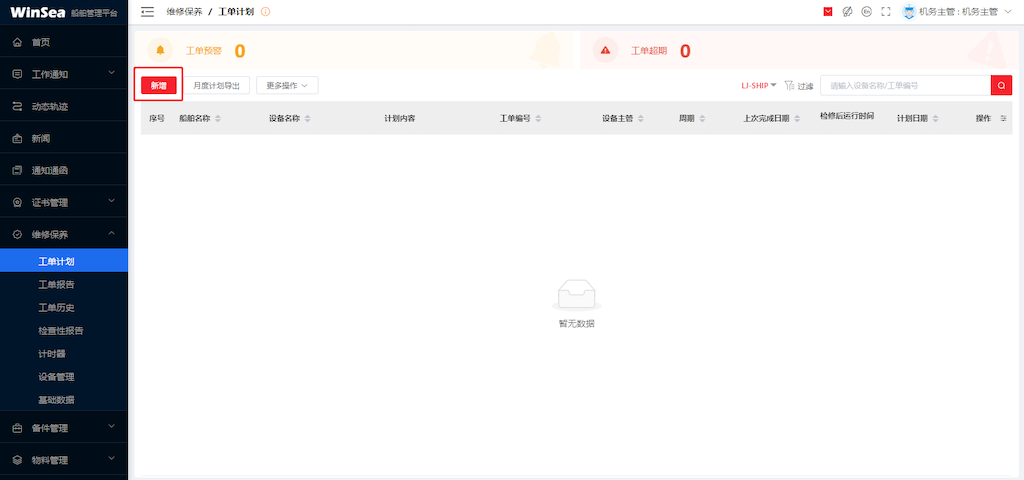 WinSea 船舶管理平台
维修保养 / 工单计划
En
机务主管 : 机务主管
首页
工作通知
动态轨迹
新闻
通知通函
证书管理
维修保养
工单计划
工单报告
工单历史
检查性报告
计时器
设备管理
基础数据
备件管理
物料管理
工单预警 0
工单超期 0
新增 月度计划导出 更多操作
LJ-SHIP 过滤 请输入设备名称/工单编号
序号 船舶名称 设备名称 计划内容 工单编号 设备主管 周期 上次完成日期 检修后运行时间 计划日期 操作
暂无数据